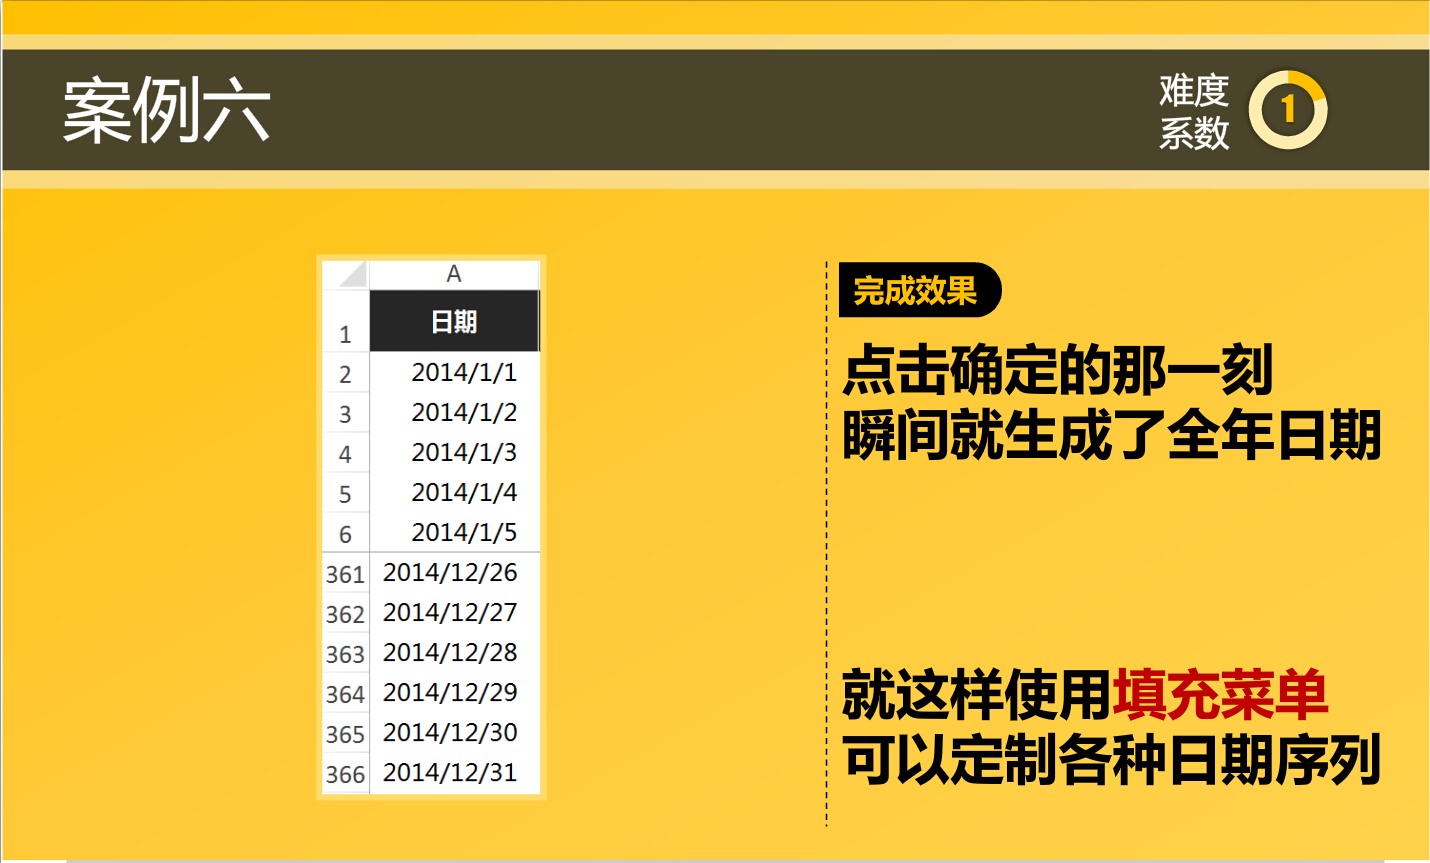 案例六
难度
系数
1
A
1 日期
2 2014/1/1
3 2014/1/2
4 2014/1/3
5 2014/1/4
6 2014/1/5
361 2014/12/26
362 2014/12/27
363 2014/12/28
364 2014/12/29
365 2014/12/30
366 2014/12/31
完成效果
点击确定的那一刻
瞬间就生成了全年日期
就这样使用填充菜单
可以定制各种日期序列